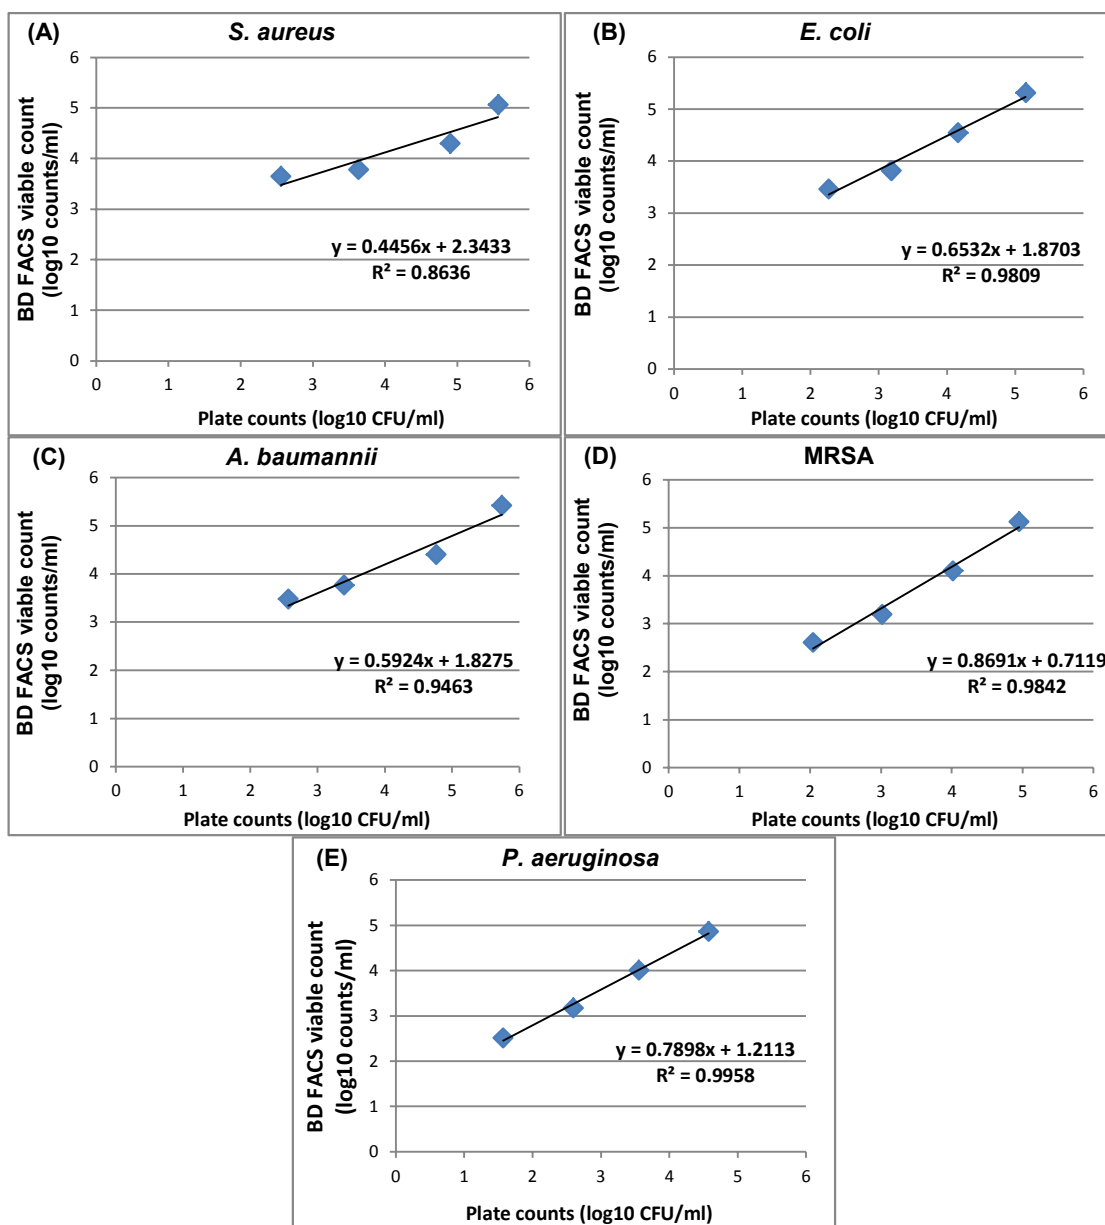 (A)
S. aureus
BD FACS viable count
(log10 counts/ml)
6
5
4
3
2
1
0
y = 0.4456x + 2.3433
R² = 0.8636
0 1 2 3 4 5 6
Plate counts (log10 CFU/ml)
(B)
E. coli
BD FACS viable count
(log10 counts/ml)
6
5
4
3
2
1
0
y = 0.6532x + 1.8703
R² = 0.9809
0 1 2 3 4 5 6
Plate counts (log10 CFU/ml)
(C)
A. baumannii
BD FACS viable count
(log10 counts/ml)
6
5
4
3
2
1
0
y = 0.5924x + 1.8275
R² = 0.9463
0 1 2 3 4 5 6
Plate counts (log10 CFU/ml)
(D)
MRSA
BD FACS viable count
(log10 counts/ml)
6
5
4
3
2
1
0
y = 0.8691x + 0.7119
R² = 0.9842
0 1 2 3 4 5 6
Plate counts (log10 CFU/ml)
(E)
P. aeruginosa
BD FACS viable count
(log10 counts/ml)
6
5
4
3
2
1
0
y = 0.7898x + 1.2113
R² = 0.9958
0 1 2 3 4 5 6
Plate counts (log10 CFU/ml)